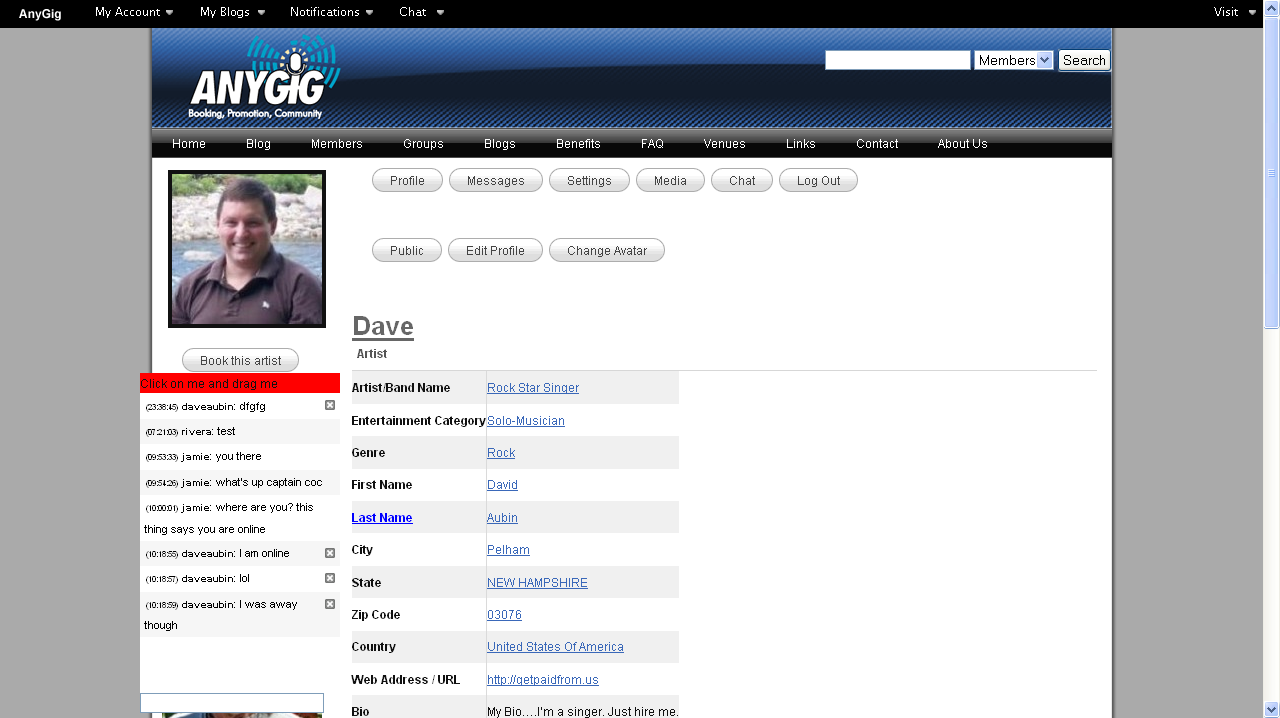 AnyGig My Account My Blogs Notifications Chat Visit
ANYGIG
Booking, Promotion, Community
Members Search
Home Blog Members Groups Blogs Benefits FAQ Venues Links Contact About Us
Profile Messages Settings Media Chat Log Out
Public Edit Profile Change Avatar
Dave
Artist
Book this artist
Click on me and drag me
(23:38:45) daveaubin: dfgfg
(07:21:03) rivera: test
(09:53:33) jamie: you there
(09:54:26) jamie: what's up captain coc
(10:00:01) jamie: where are you? this
thing says you are online
(10:18:55) daveaubin: I am online
(10:18:57) daveaubin: lol
(10:18:59) daveaubin: I was away
though
Artist/Band Name Rock Star Singer
Entertainment Category Solo-Musician
Genre Rock
First Name David
Last Name Aubin
City Pelham
State NEW HAMPSHIRE
Zip Code 03076
Country United States Of America
Web Address / URL http://getpaidfrom.us
Bio My Bio....I'm a singer. Just hire me.